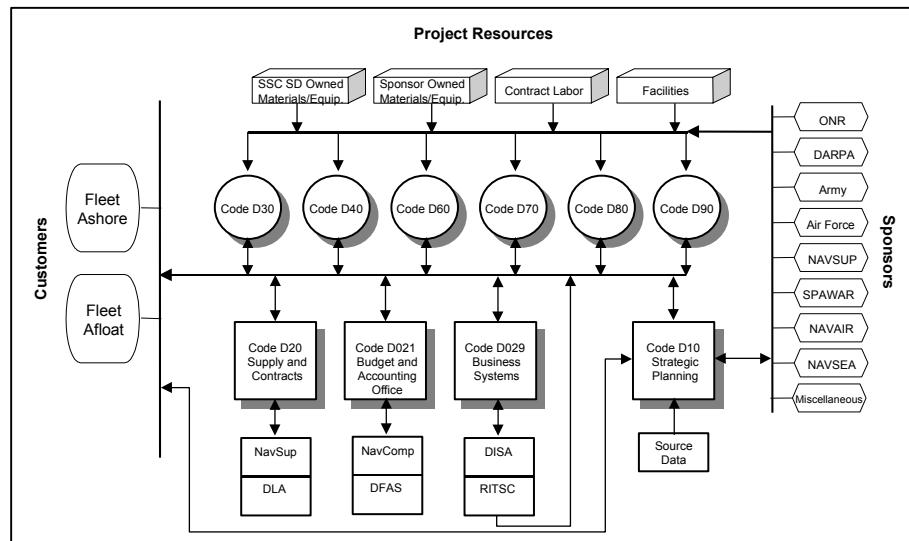 Project Resources
SSC SD Owned
Materials/Equip.
Sponsor Owned
Materials/Equip.
Contract Labor
Facilities
Customers
Fleet
Ashore
Fleet
Afloat
Code D30
Code D40
Code D60
Code D70
Code D80
Code D90
Code D20
Supply and
Contracts
Code D021
Budget and
Accounting
Office
Code D029
Business
Systems
Code D10
Strategic
Planning
NavSup
DLA
NavComp
DFAS
DISA
RITSC
Source
Data
Sponsors
ONR
DARPA
Army
Air Force
NAVSUP
SPAWAR
NAVAIR
NAVSEA
Miscellaneous